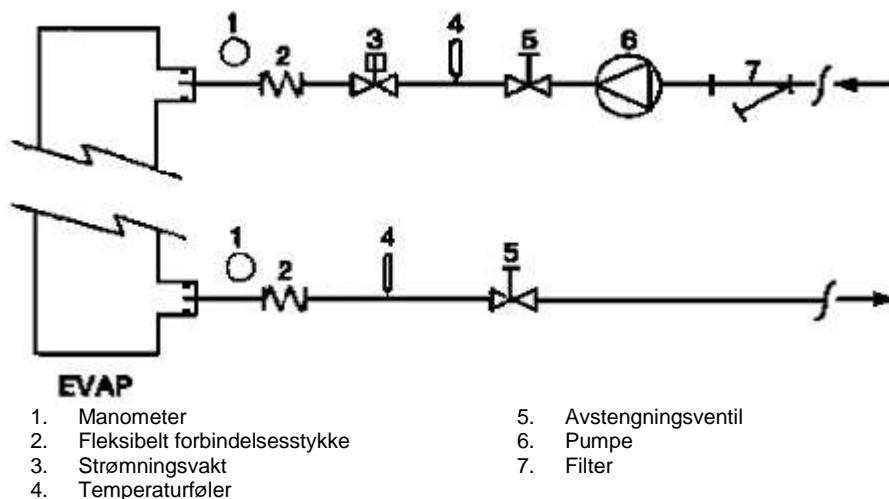 1 2 3 4 5 6 7
1 2 4 5
EVAP
1. Manometer
2. Fleksibelt forbindelsesstykke
3. Strømningsvakt
4. Temperaturføler
5. Avstengningsventil
6. Pumpe
7. Filter